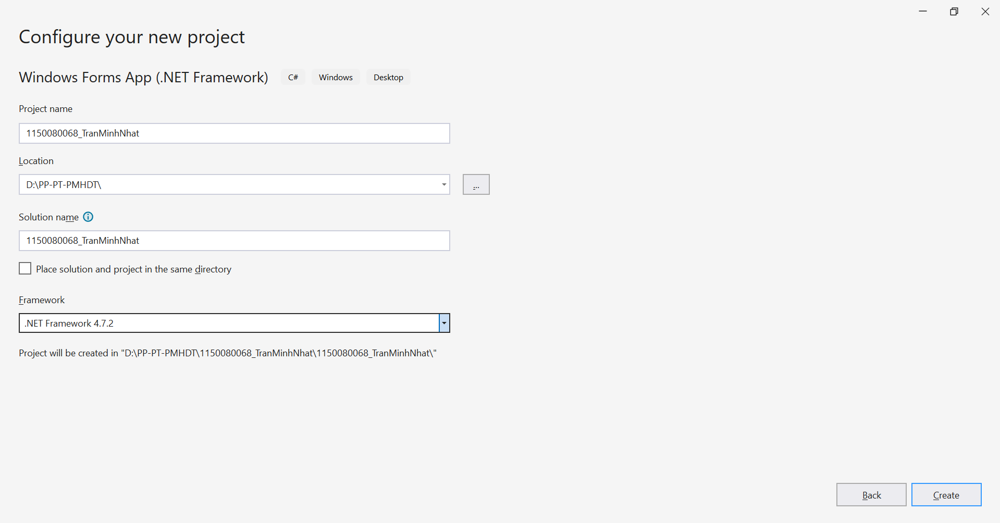 Configure your new project
Windows Forms App (.NET Framework) C# Windows Desktop
Project name
1150080068_TranMinhNhat
Location
D:\PP-PT-PMHDT\
...
Solution name
1150080068_TranMinhNhat
Place solution and project in the same directory
Framework
.NET Framework 4.7.2
Project will be created in "D:\PP-PT-PMHDT\1150080068_TranMinhNhat\1150080068_TranMinhNhat\"
Back Create